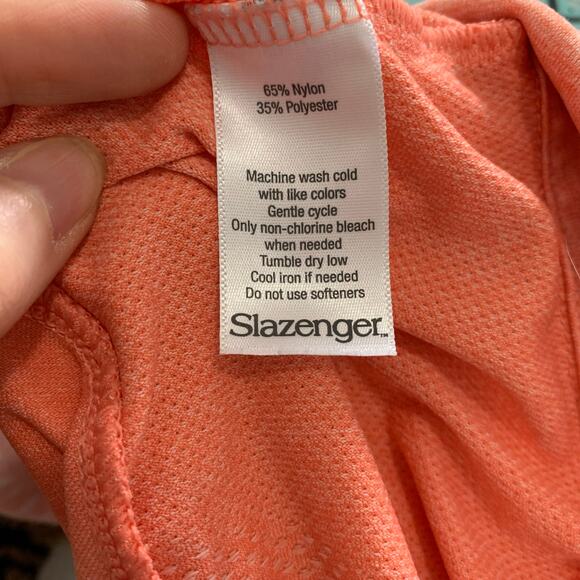 65% Nylon
35% Polyester
Machine wash cold
with like colors
Gentle cycle
Only non-chlorine bleach
when needed
Tumble dry low
Cool iron if needed
Do not use softeners
Slazenger™